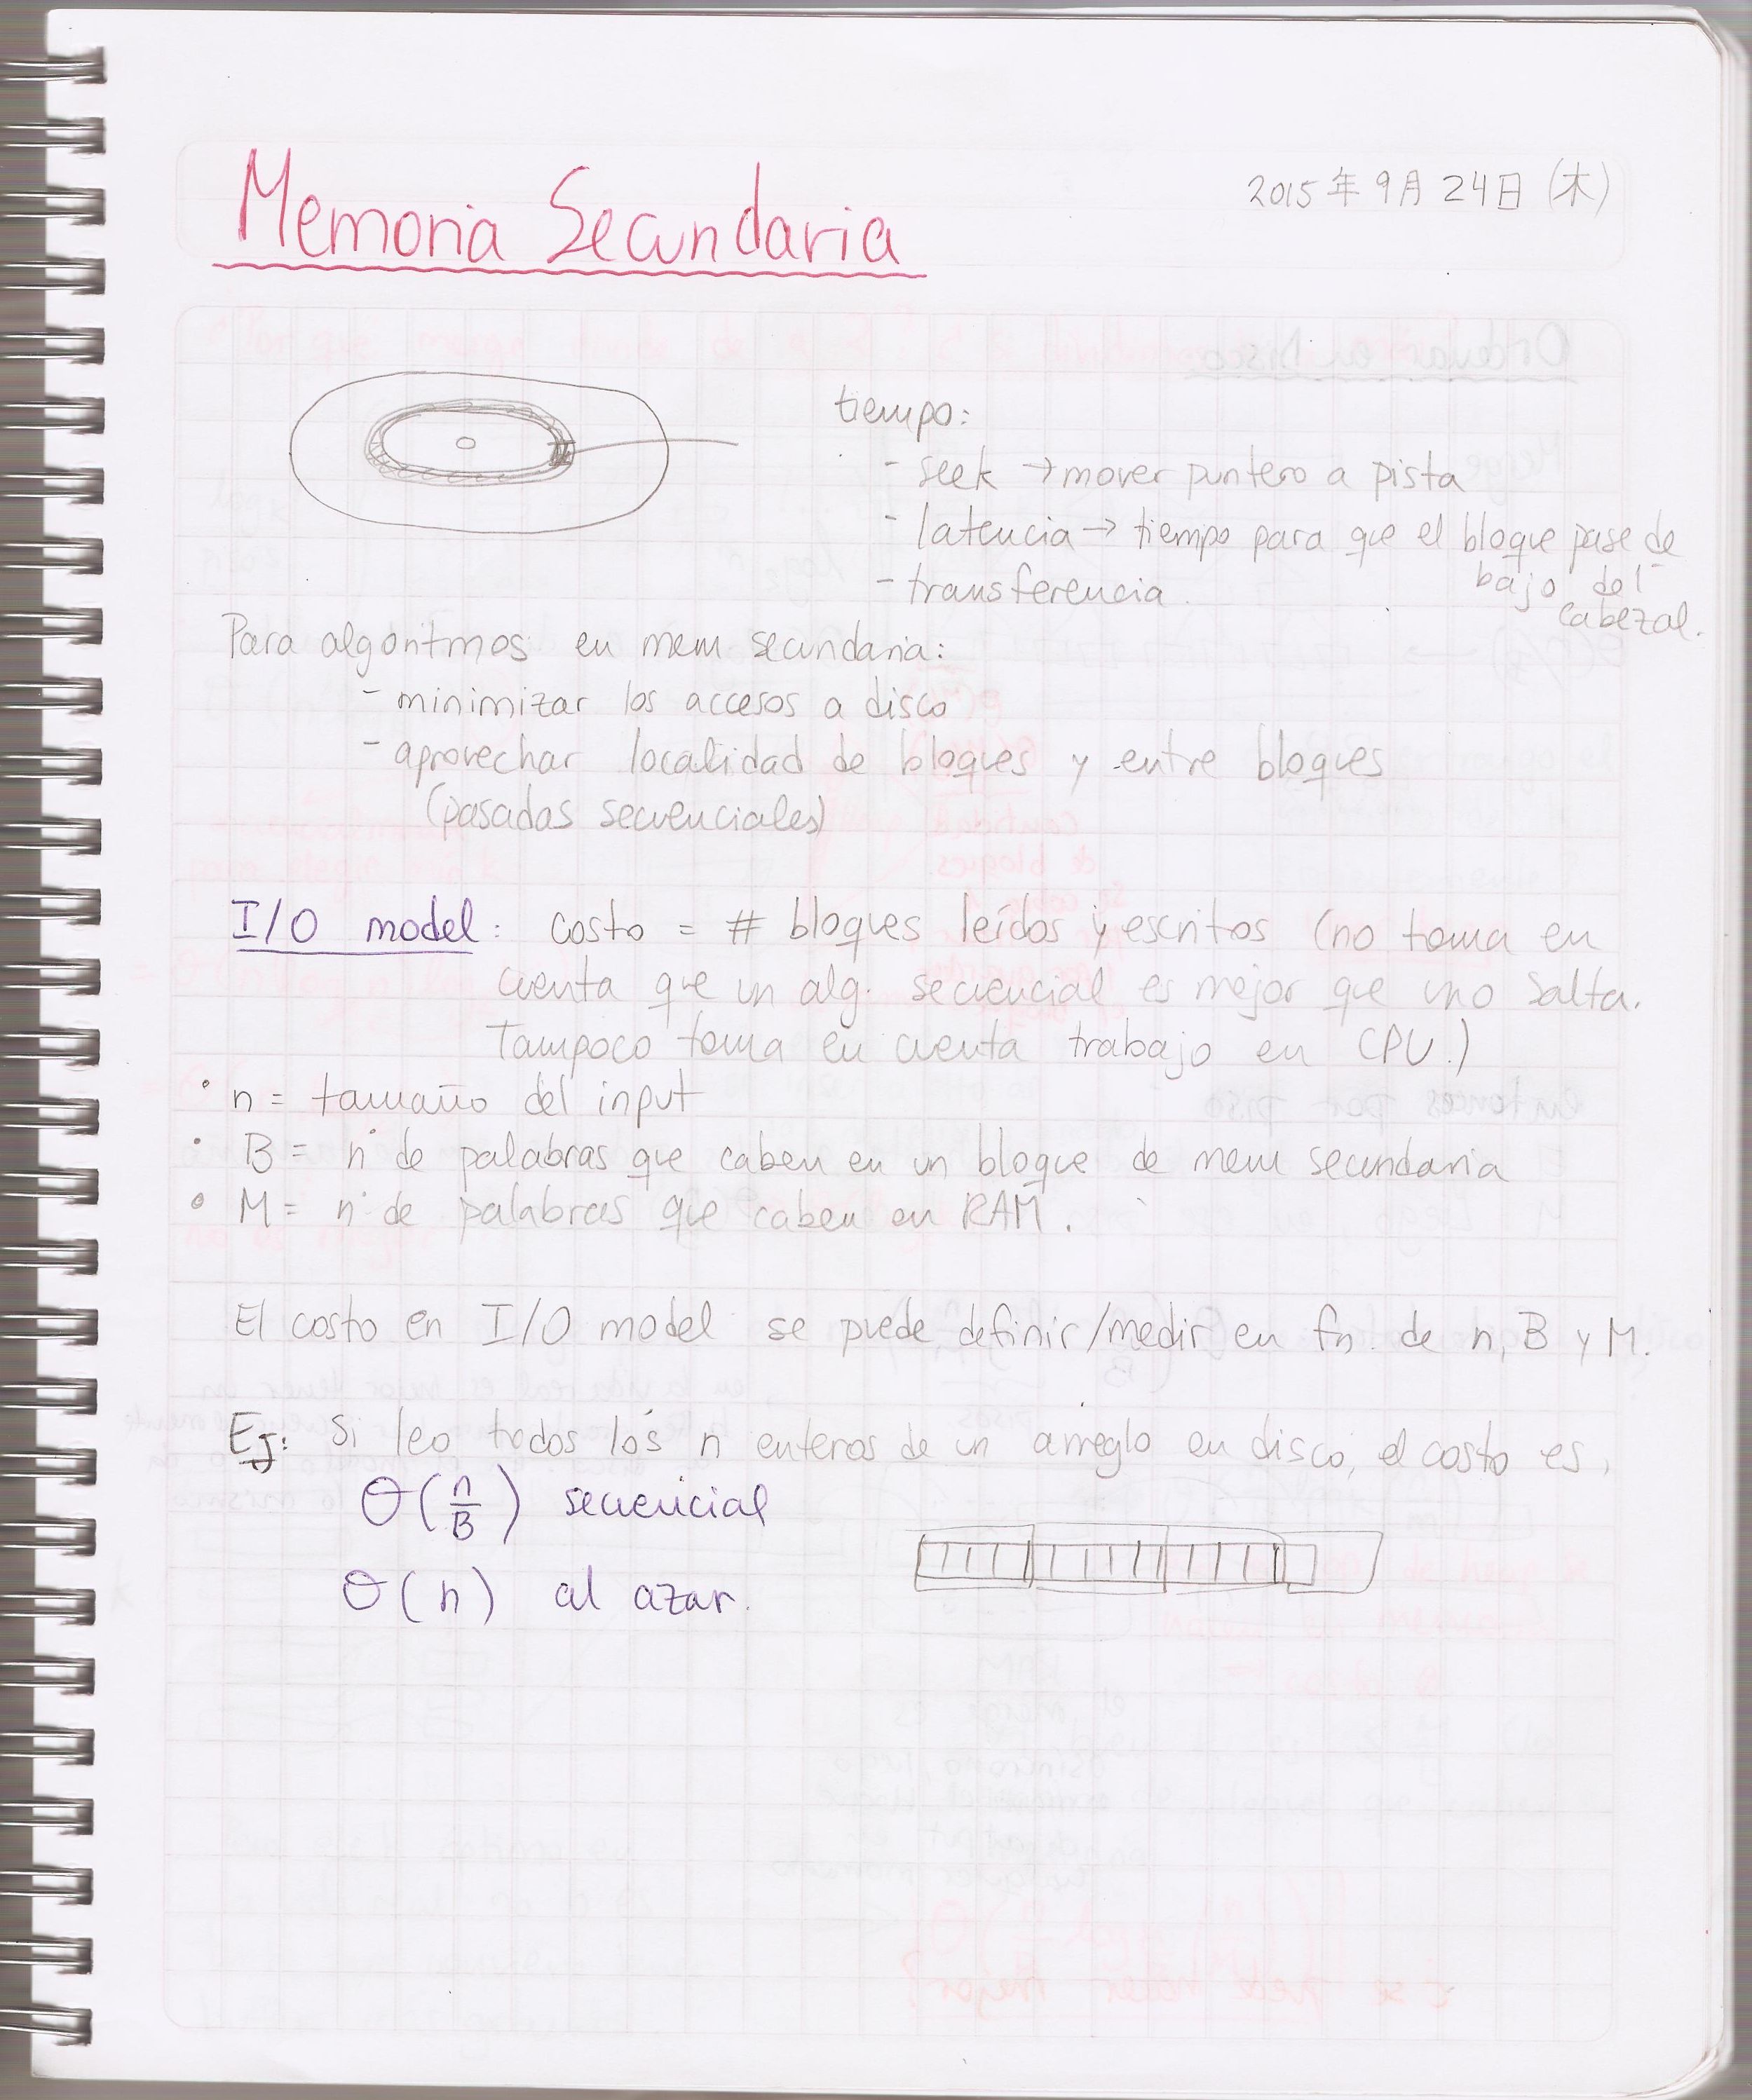 Memoria Secundaria
2015年9月24日(木)
tiempo:
- seek → mover puntero a pista
- latencia → tiempo para que el bloque pase de
bajo del
cabezal.
- transferencia.
Para algoritmos en mem secundaria:
- minimizar los accesos a disco
- aprovechar localidad de bloques y entre bloques
(pasadas secuenciales)
I/O model: costo = # bloques leídos y escritos (no toma en
cuenta que un alg. secuencial es mejor que uno salta.
Tampoco toma en cuenta trabajo en CPU.)
• n = tamaño del input
• B = n° de palabras que caben en un bloque de mem secundaria
• M = n° de palabras que caben en RAM.
El costo en I/O model se puede definir/medir en fn. de n, B y M.
Ej: Si leo todos los n enteros de un arreglo en disco, el costo es,
Θ(n/B) secuencial
Θ(n) al azar.